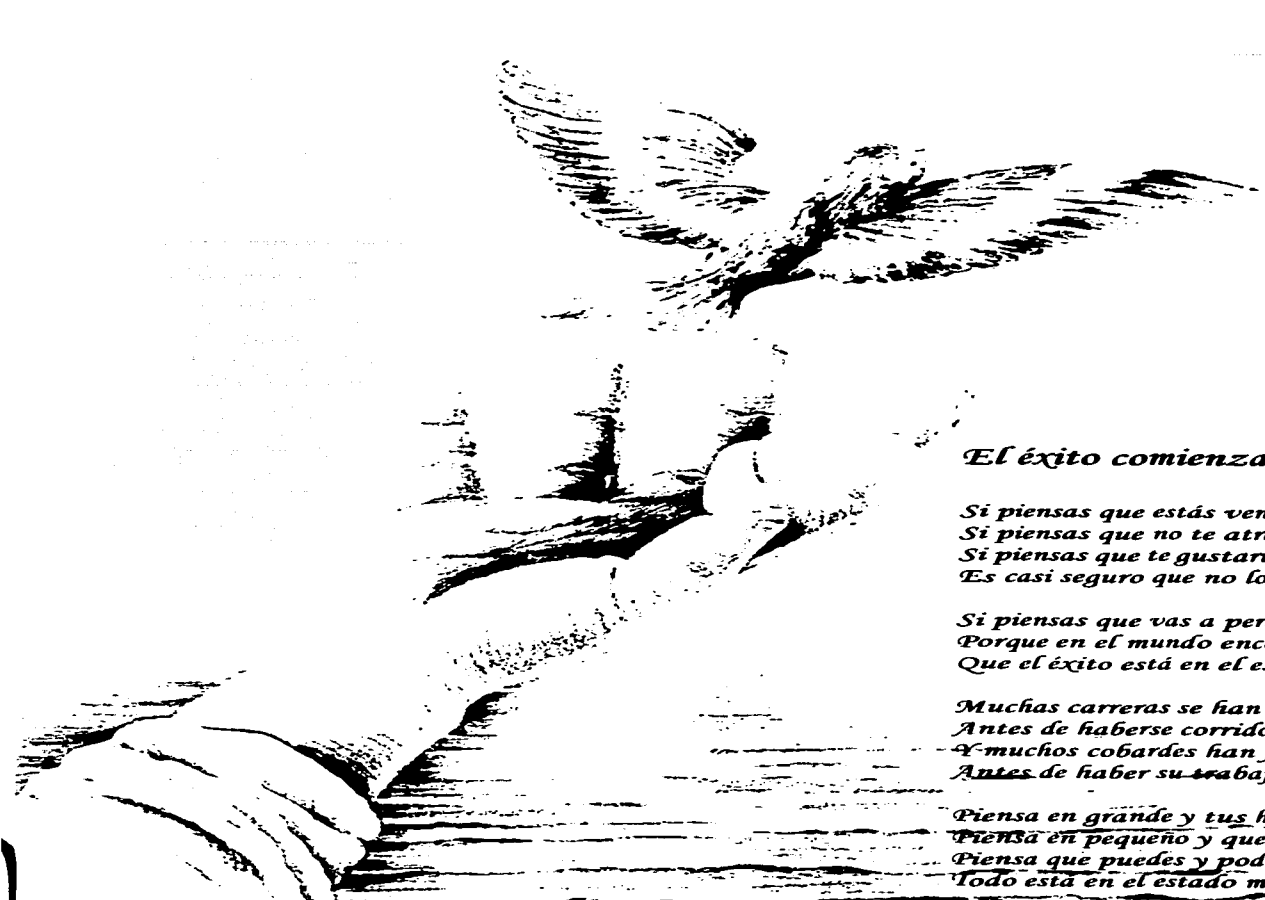 El éxito comienza
Si piensas que estás ven
Si piensas que no te atr
Si piensas que te gustar
Es casi seguro que no lo
Si piensas que vas a per
Porque en el mundo enc
Que el éxito está en el es
Muchas carreras se han
Antes de haberse corrido
Y muchos cobardes han
Antes de haber su trabaj
Piensa en grande y tus h
Piensa en pequeño y que
Piensa que puedes y pod
Todo está en el estado m